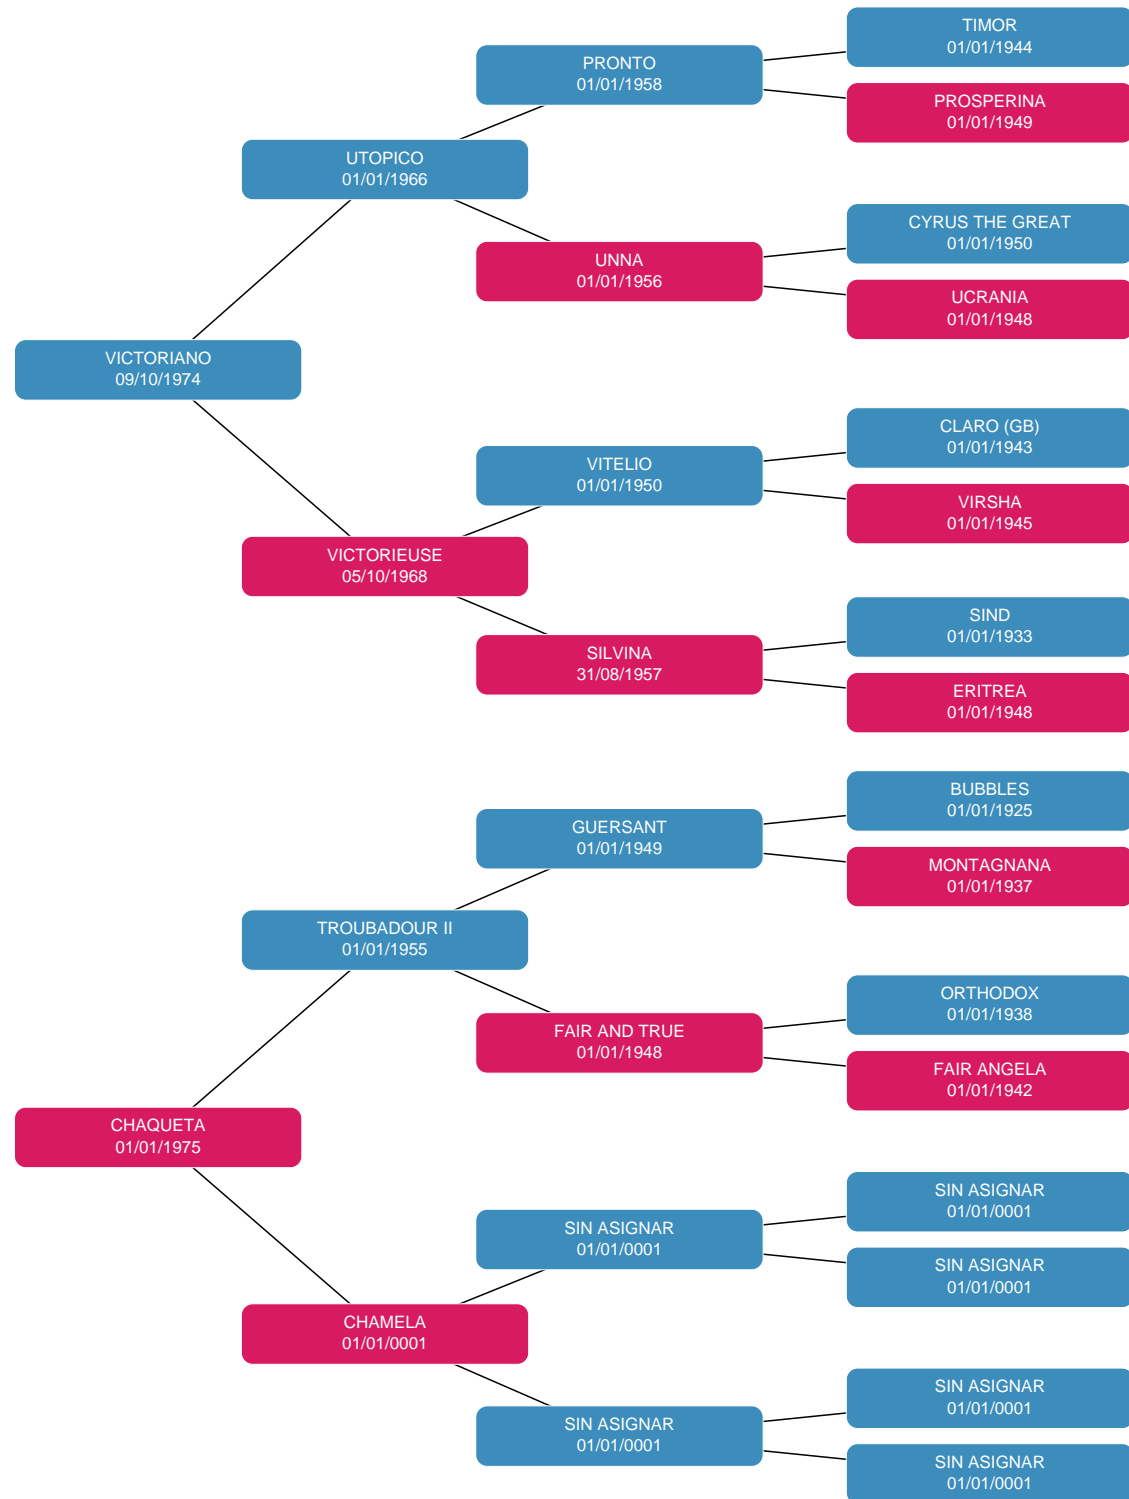 TIMOR
01/01/1944
PRONTO
01/01/1958
PROSPERINA
01/01/1949
UTOPICO
01/01/1966
CYRUS THE GREAT
01/01/1950
UNNA
01/01/1956
UCRANIA
01/01/1948
VICTORIANO
09/10/1974
CLARO (GB)
01/01/1943
VITELIO
01/01/1950
VIRSHA
01/01/1945
VICTORIEUSE
05/10/1968
SIND
01/01/1933
SILVINA
31/08/1957
ERITREA
01/01/1948
BUBBLES
01/01/1925
GUERSANT
01/01/1949
MONTAGNANA
01/01/1937
TROUBADOUR II
01/01/1955
ORTHODOX
01/01/1938
FAIR AND TRUE
01/01/1948
FAIR ANGELA
01/01/1942
CHAQUETA
01/01/1975
SIN ASIGNAR
01/01/0001
SIN ASIGNAR
01/01/0001
SIN ASIGNAR
01/01/0001
CHAMELA
01/01/0001
SIN ASIGNAR
01/01/0001
SIN ASIGNAR
01/01/0001
SIN ASIGNAR
01/01/0001